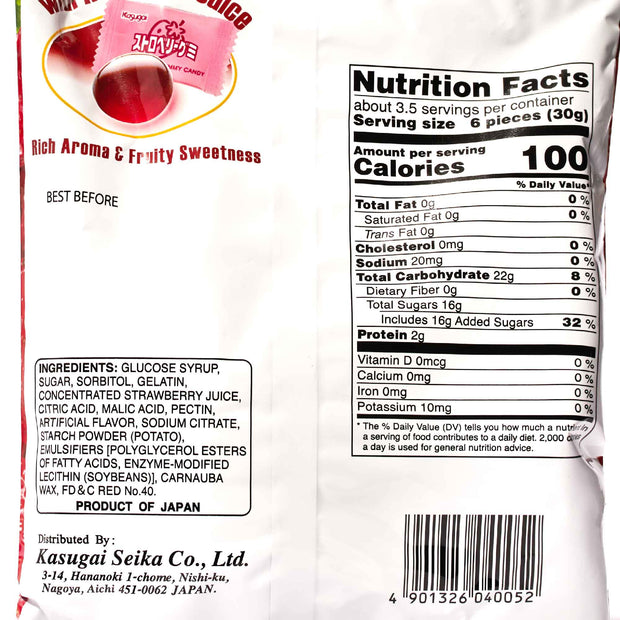 Juice
Kasugai
ストロベリーグミ
GUMMY CANDY
Rich Aroma & Fruity Sweetness
BEST BEFORE
INGREDIENTS: GLUCOSE SYRUP,
SUGAR, SORBITOL, GELATIN,
CONCENTRATED STRAWBERRY JUICE,
CITRIC ACID, MALIC ACID, PECTIN,
ARTIFICIAL FLAVOR, SODIUM CITRATE,
STARCH POWDER (POTATO),
EMULSIFIERS [POLYGLYCEROL ESTERS
OF FATTY ACIDS, ENZYME-MODIFIED
LECITHIN (SOYBEANS)], CARNAUBA
WAX, FD&C RED No.40.
PRODUCT OF JAPAN
Distributed By:
Kasugai Seika Co., Ltd.
3-14, Hananoki 1-chome, Nishi-ku,
Nagoya, Aichi 451-0062 JAPAN.
Nutrition Facts
about 3.5 servings per container
Serving size 6 pieces (30g)
Amount per serving
Calories 100
% Daily Value*
Total Fat 0g 0 %
Saturated Fat 0g 0 %
Trans Fat 0g
Cholesterol 0mg 0 %
Sodium 20mg 0 %
Total Carbohydrate 22g 8 %
Dietary Fiber 0g 0 %
Total Sugars 16g
Includes 16g Added Sugars 32 %
Protein 2g
Vitamin D 0mcg 0 %
Calcium 0mg 0 %
Iron 0mg 0 %
Potassium 10mg 0 %
* The % Daily Value (DV) tells you how much a nutrient in
a serving of food contributes to a daily diet. 2,000
a day is used for general nutrition advice.
4 901326 040052